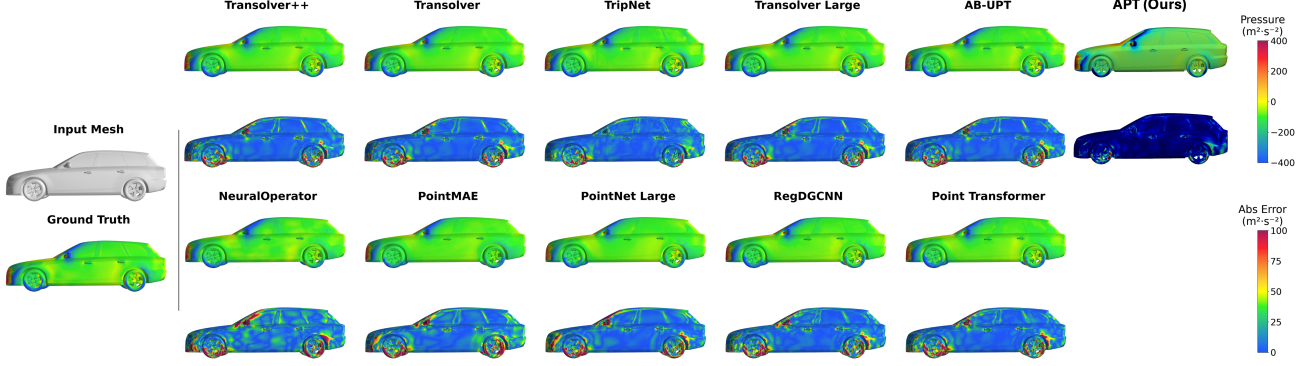 Transolver++ Transolver TripNet Transolver Large AB-UPT APT (Ours)
Pressure
(m²·s⁻²)
400
200
0
−200
−400
Input Mesh
Ground Truth
NeuralOperator PointMAE PointNet Large RegDGCNN Point Transformer
Abs Error
(m²·s⁻²)
100
75
50
25
0